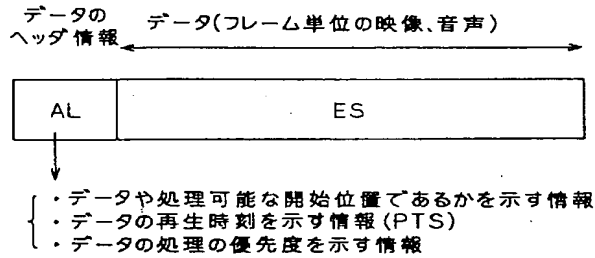 データの
ヘッダ情報
データ(フレーム単位の映像、音声)
AL
ES
・データや処理可能な開始位置であるかを示す情報
・データの再生時刻を示す情報(PTS)
・データの処理の優先度を示す情報